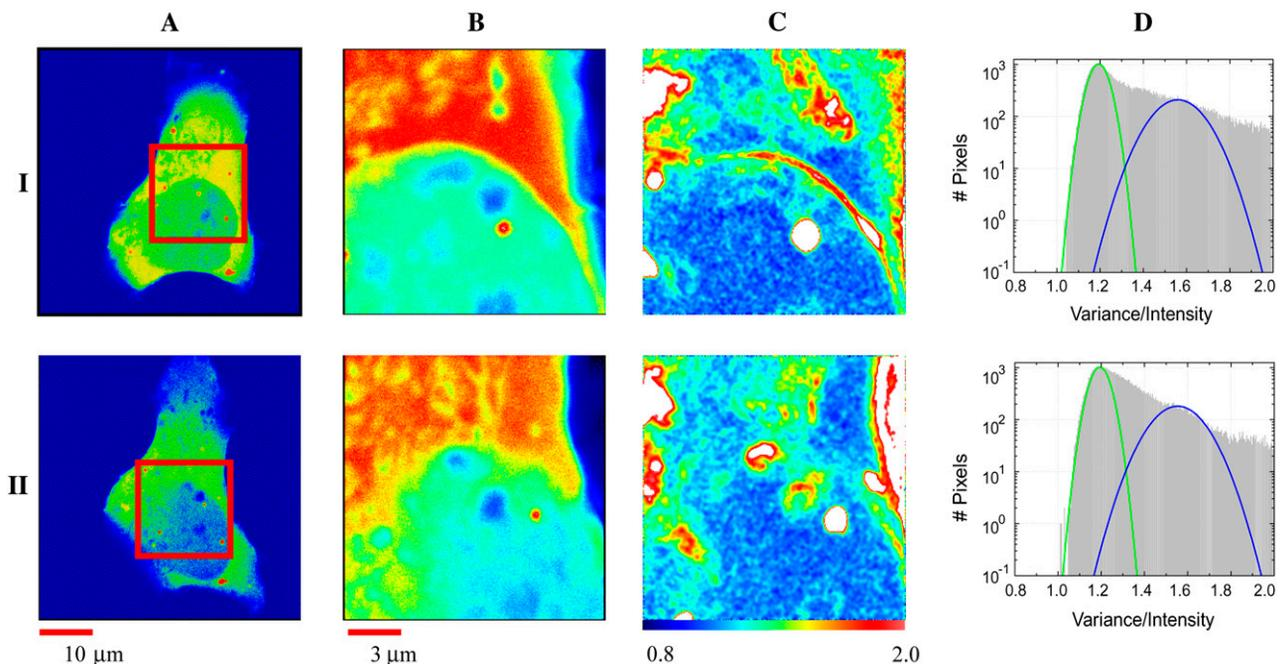 A B C D
I
# Pixels
10³
10²
10¹
10⁰
10⁻¹
0.8 1.0 1.2 1.4 1.6 1.8 2.0
Variance/Intensity
II
# Pixels
10³
10²
10¹
10⁰
10⁻¹
0.8 1.0 1.2 1.4 1.6 1.8 2.0
Variance/Intensity
10 µm 3 µm 0.8 2.0